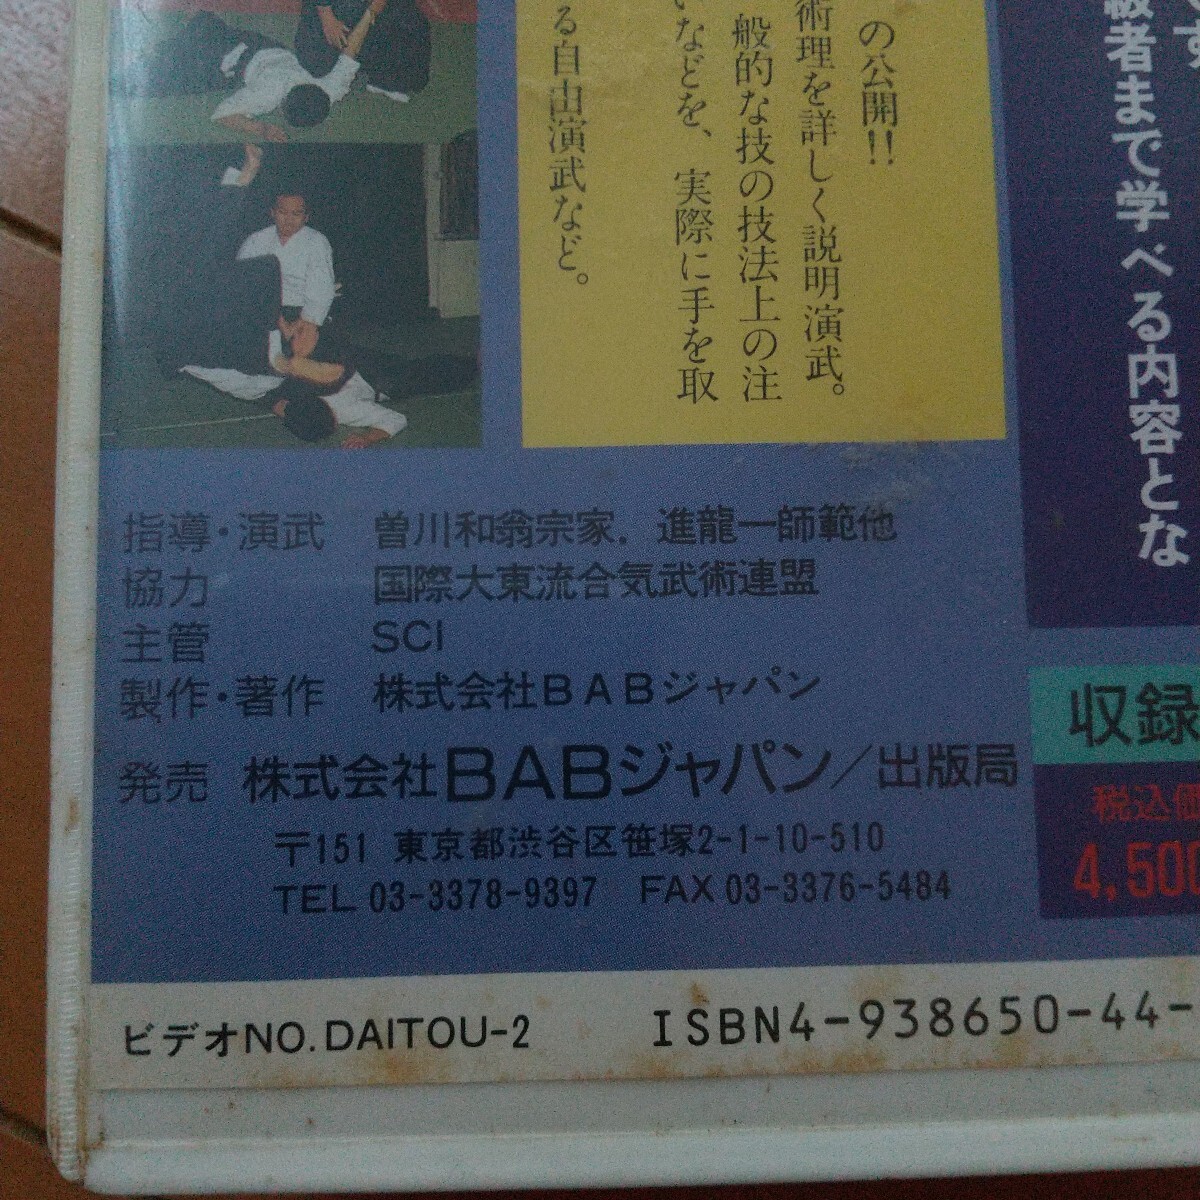 す
級者まで学べる内容とな
の公開!!
術理を詳しく説明演武。
般的な技の技法上の注
いなどを、実際に手を取
る自由演武など。
指導・演武 曽川和翁宗家．進龍一師範他
協力 国際大東流合気武術連盟
主管 SCI
製作・著作 株式会社BABジャパン
発売 株式会社BABジャパン／出版局
〒151 東京都渋谷区笹塚2-1-10-510
TEL 03-3378-9397 FAX 03-3376-5484
収録
税込価
4,500
ビデオNO.DAITOU-2
ISBN4-938650-44-